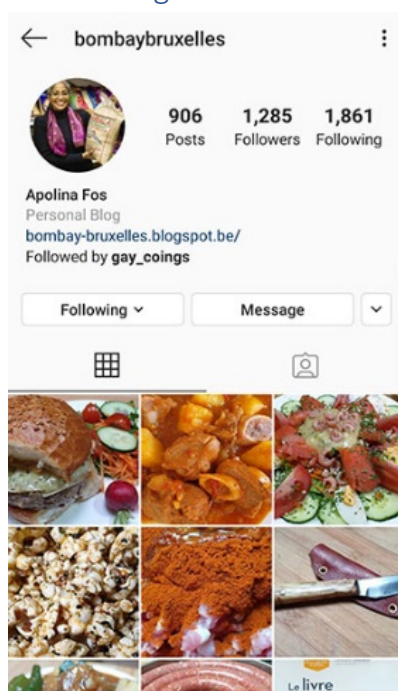 bombaybruxelles
906 1,285 1,861
Posts Followers Following
Apolina Fos
Personal Blog
bombay-bruxelles.blogspot.be/
Followed by gay_coings
Following Message
Le livre